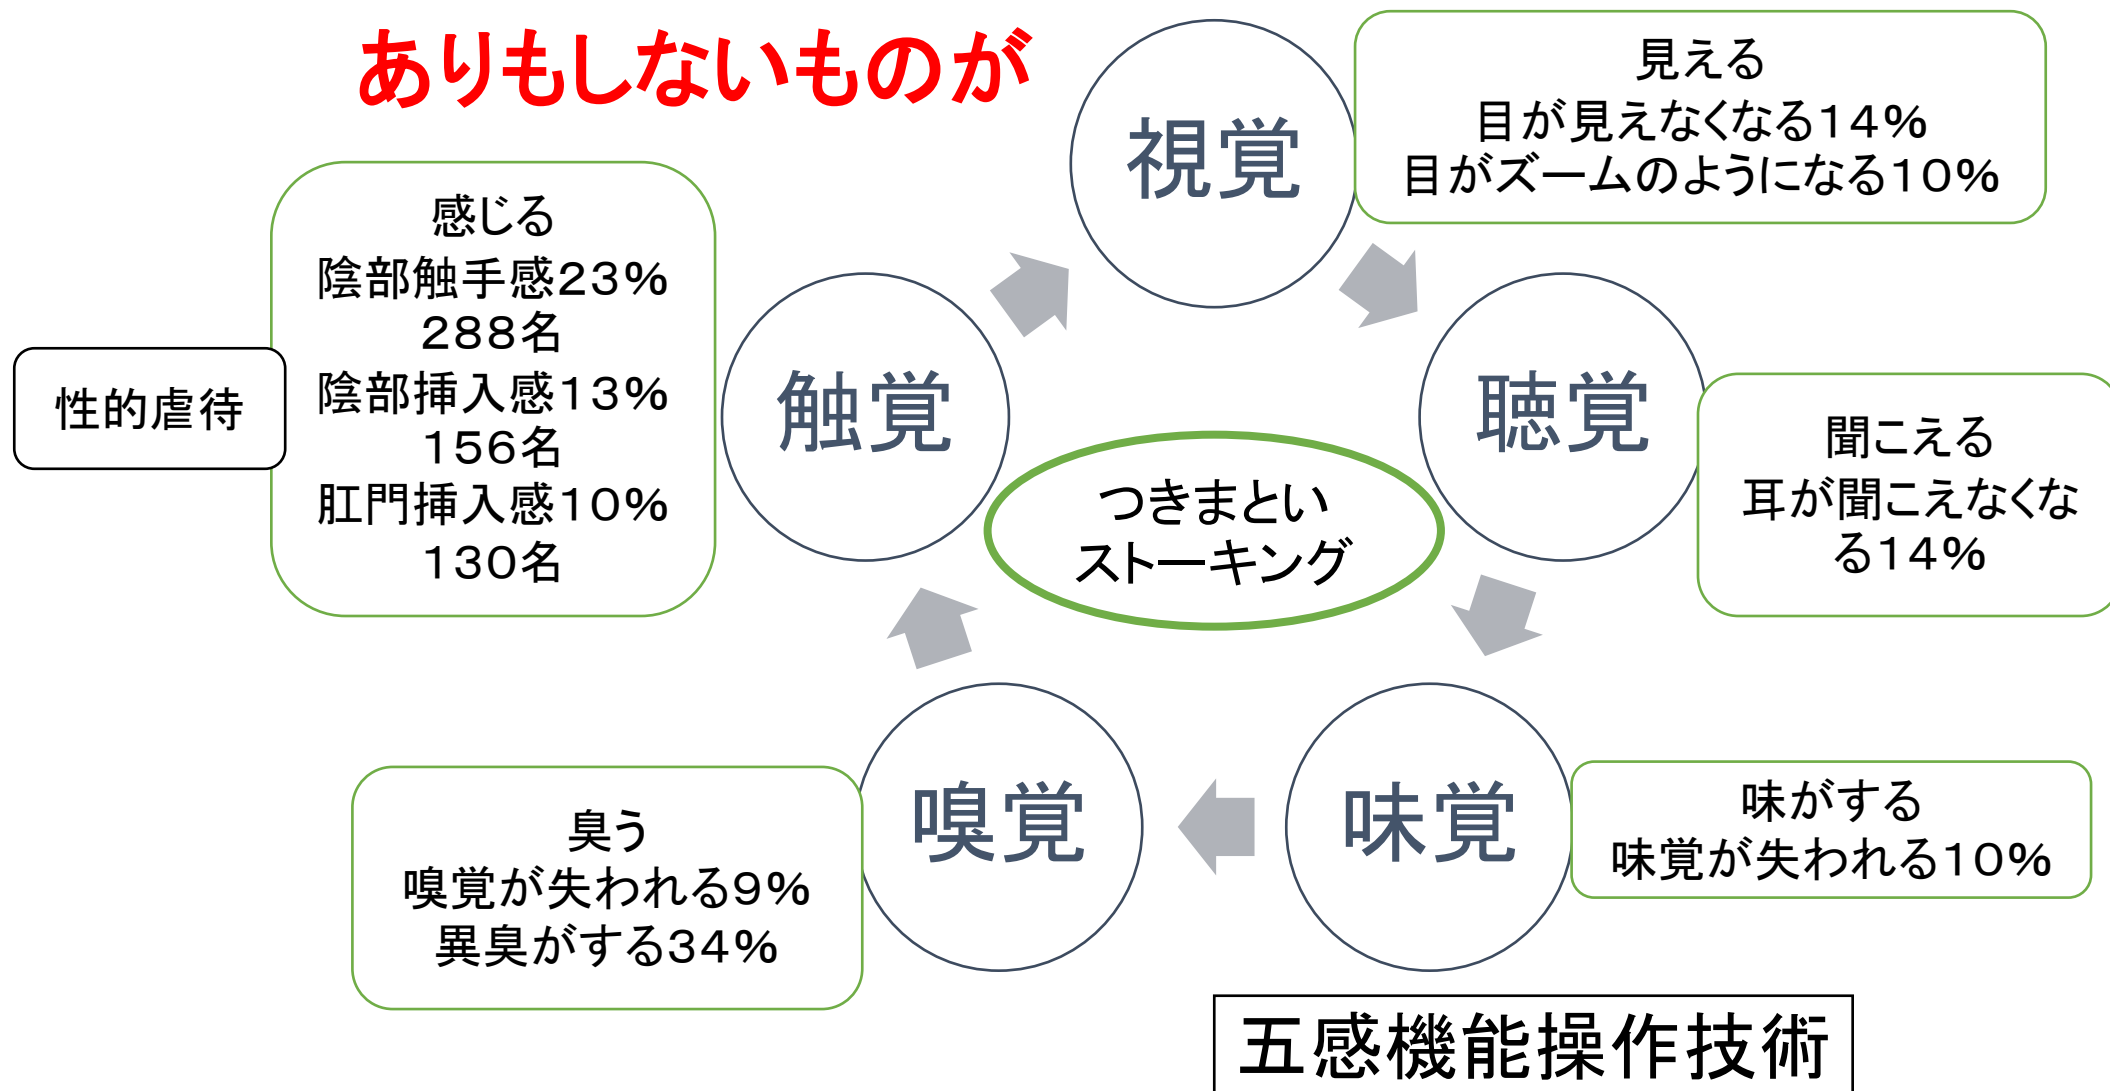 ありもしないものが
視覚
見える
目が見えなくなる14%
目がズームのようになる10%
聴覚
聞こえる
耳が聞こえなくな
る14%
味覚
味がする
味覚が失われる10%
嗅覚
臭う
嗅覚が失われる9%
異臭がする34%
触覚
感じる
陰部触手感23%
288名
陰部挿入感13%
156名
肛門挿入感10%
130名
性的虐待
つきまとい
ストーキング
五感機能操作技術